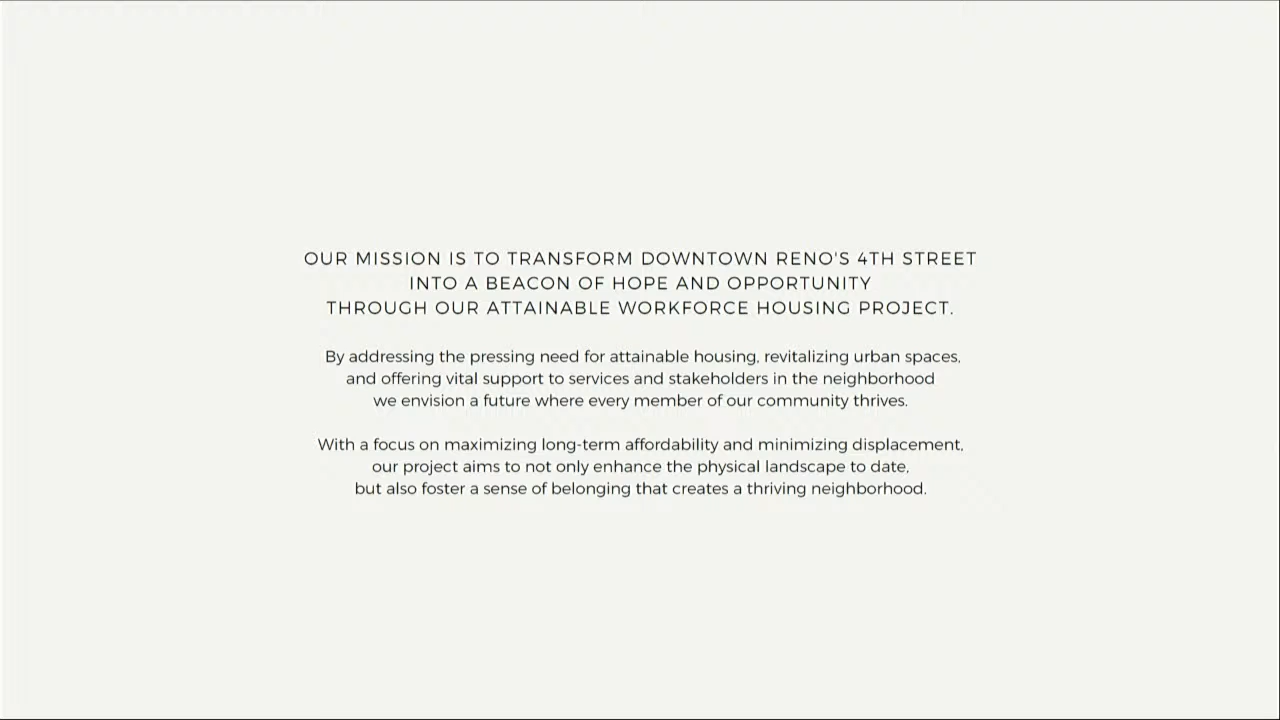 OUR MISSION IS TO TRANSFORM DOWNTOWN RENO'S 4TH STREET
INTO A BEACON OF HOPE AND OPPORTUNITY
THROUGH OUR ATTAINABLE WORKFORCE HOUSING PROJECT.
By addressing the pressing need for attainable housing, revitalizing urban spaces,
and offering vital support to services and stakeholders in the neighborhood
we envision a future where every member of our community thrives.
With a focus on maximizing long-term affordability and minimizing displacement,
our project aims to not only enhance the physical landscape to date,
but also foster a sense of belonging that creates a thriving neighborhood.